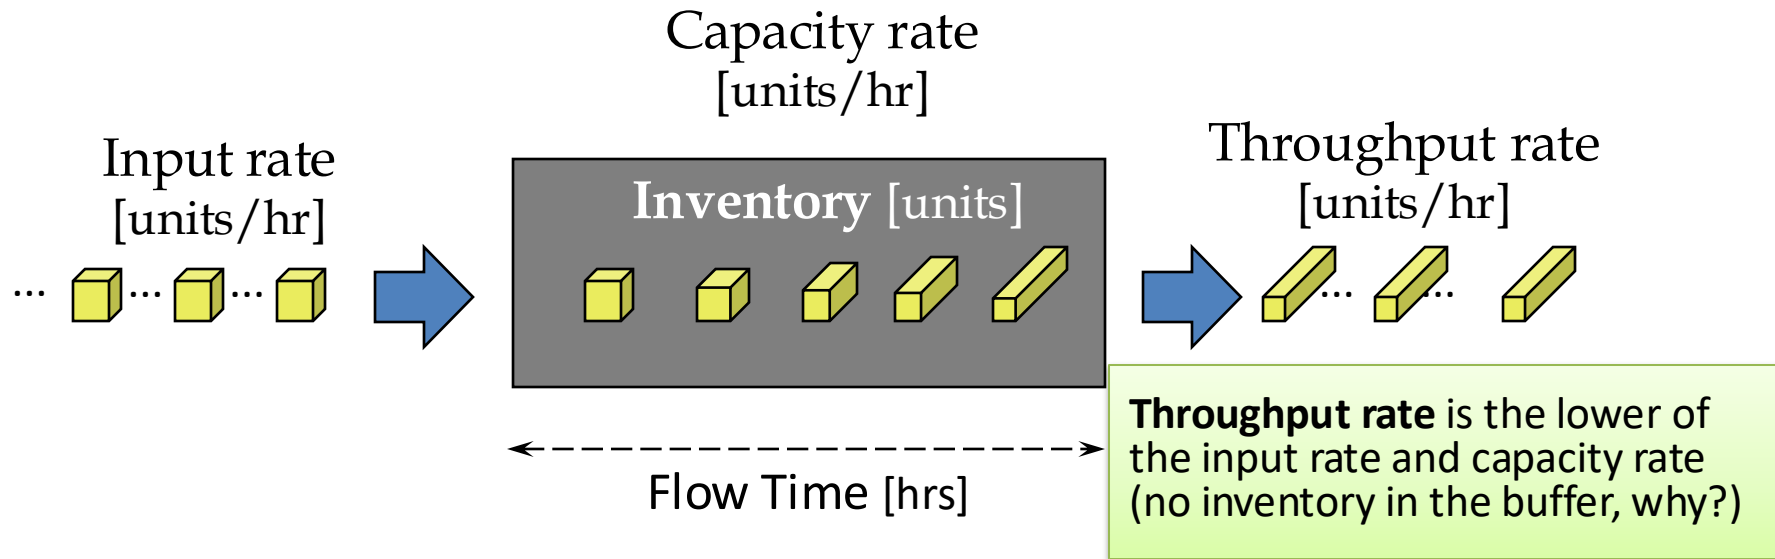 Capacity rate
[units/hr]
Input rate
[units/hr]
Throughput rate
[units/hr]
Inventory [units]
... ... ...
... ...
Flow Time [hrs]
Throughput rate is the lower of
the input rate and capacity rate
(no inventory in the buffer, why?)